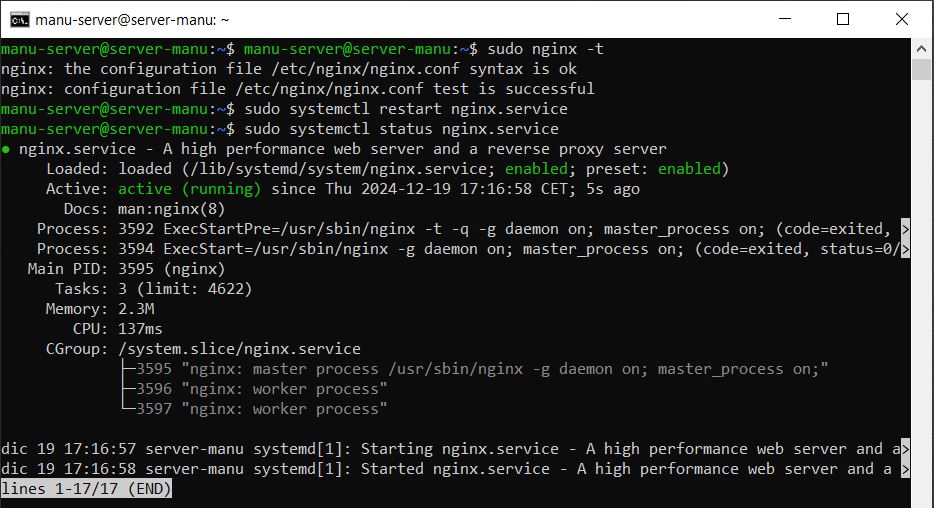 manu-server@server-manu: ~
manu-server@server-manu:~$ manu-server@server-manu:~$ sudo nginx -t
nginx: the configuration file /etc/nginx/nginx.conf syntax is ok
nginx: configuration file /etc/nginx/nginx.conf test is successful
manu-server@server-manu:~$ sudo systemctl restart nginx.service
manu-server@server-manu:~$ sudo systemctl status nginx.service
● nginx.service - A high performance web server and a reverse proxy server
     Loaded: loaded (/lib/systemd/system/nginx.service; enabled; preset: enabled)
     Active: active (running) since Thu 2024-12-19 17:16:58 CET; 5s ago
       Docs: man:nginx(8)
    Process: 3592 ExecStartPre=/usr/sbin/nginx -t -q -g daemon on; master_process on; (code=exited, >
    Process: 3594 ExecStart=/usr/sbin/nginx -g daemon on; master_process on; (code=exited, status=0/>
   Main PID: 3595 (nginx)
      Tasks: 3 (limit: 4622)
     Memory: 2.3M
        CPU: 137ms
     CGroup: /system.slice/nginx.service
             ├─3595 "nginx: master process /usr/sbin/nginx -g daemon on; master_process on;"
             ├─3596 "nginx: worker process"
             └─3597 "nginx: worker process"
dic 19 17:16:57 server-manu systemd[1]: Starting nginx.service - A high performance web server and a>
dic 19 17:16:58 server-manu systemd[1]: Started nginx.service - A high performance web server and a >
lines 1-17/17 (END)